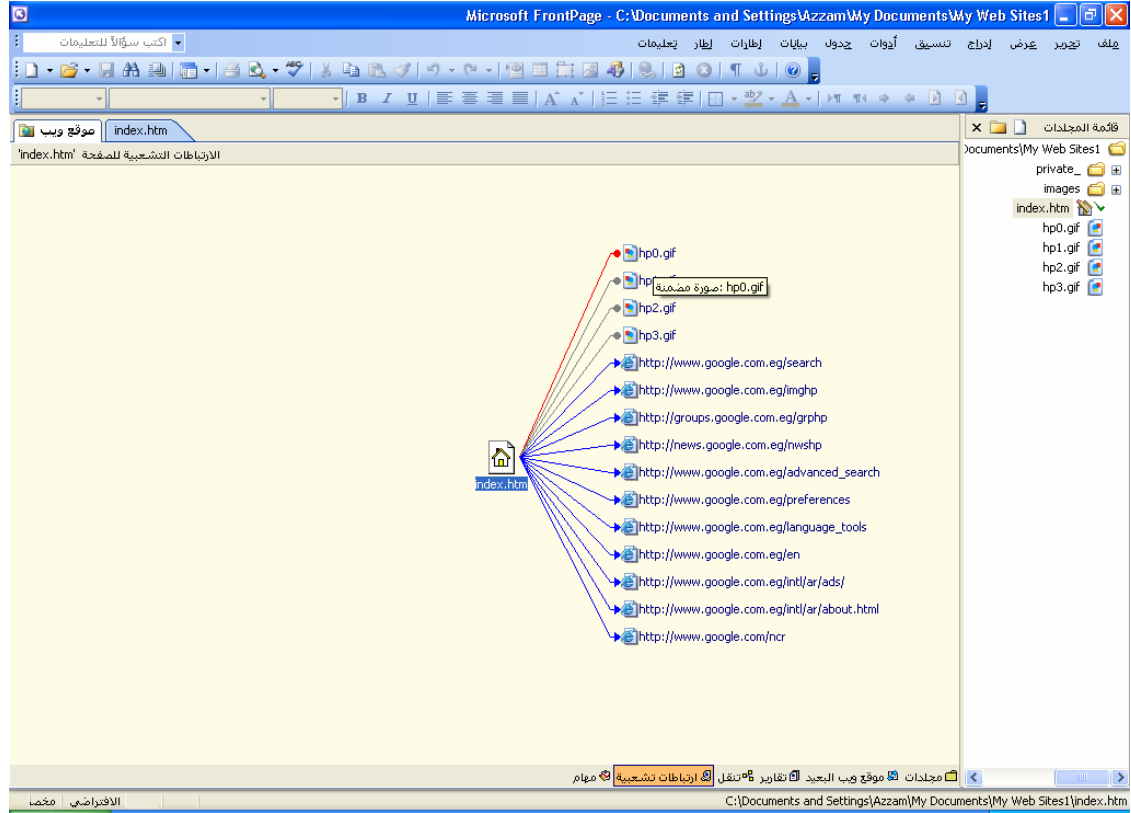 Microsoft FrontPage - C:\Documents and Settings\Azzam\My Documents\My Web Sites1
ملف تحرير عرض إدراج تنسيق أدوات جدول بيانات إطارات إطار تعليمات
اكتب سؤالاً للتعليمات
موقع ويب
index.htm
قائمة المجلدات
الارتباطات التشعبية للصفحة 'index.htm'
Documents\My Web Sites1
_private
images
index.htm
hp0.gif
hp1.gif
hp2.gif
hp3.gif
hp0.gif
hp0.gif :صورة مضمنة
hp2.gif
hp3.gif
http://www.google.com.eg/search
http://www.google.com.eg/imghp
http://groups.google.com.eg/grphp
http://news.google.com.eg/nwshp
http://www.google.com.eg/advanced_search
http://www.google.com.eg/preferences
http://www.google.com.eg/language_tools
http://www.google.com.eg/en
http://www.google.com.eg/intl/ar/ads/
http://www.google.com.eg/intl/ar/about.html
http://www.google.com/ncr
index.htm
مجلدات موقع ويب البعيد تقارير تنقل ارتباطات تشعبية مهام
C:\Documents and Settings\Azzam\My Documents\My Web Sites1\index.htm
الافتراضي